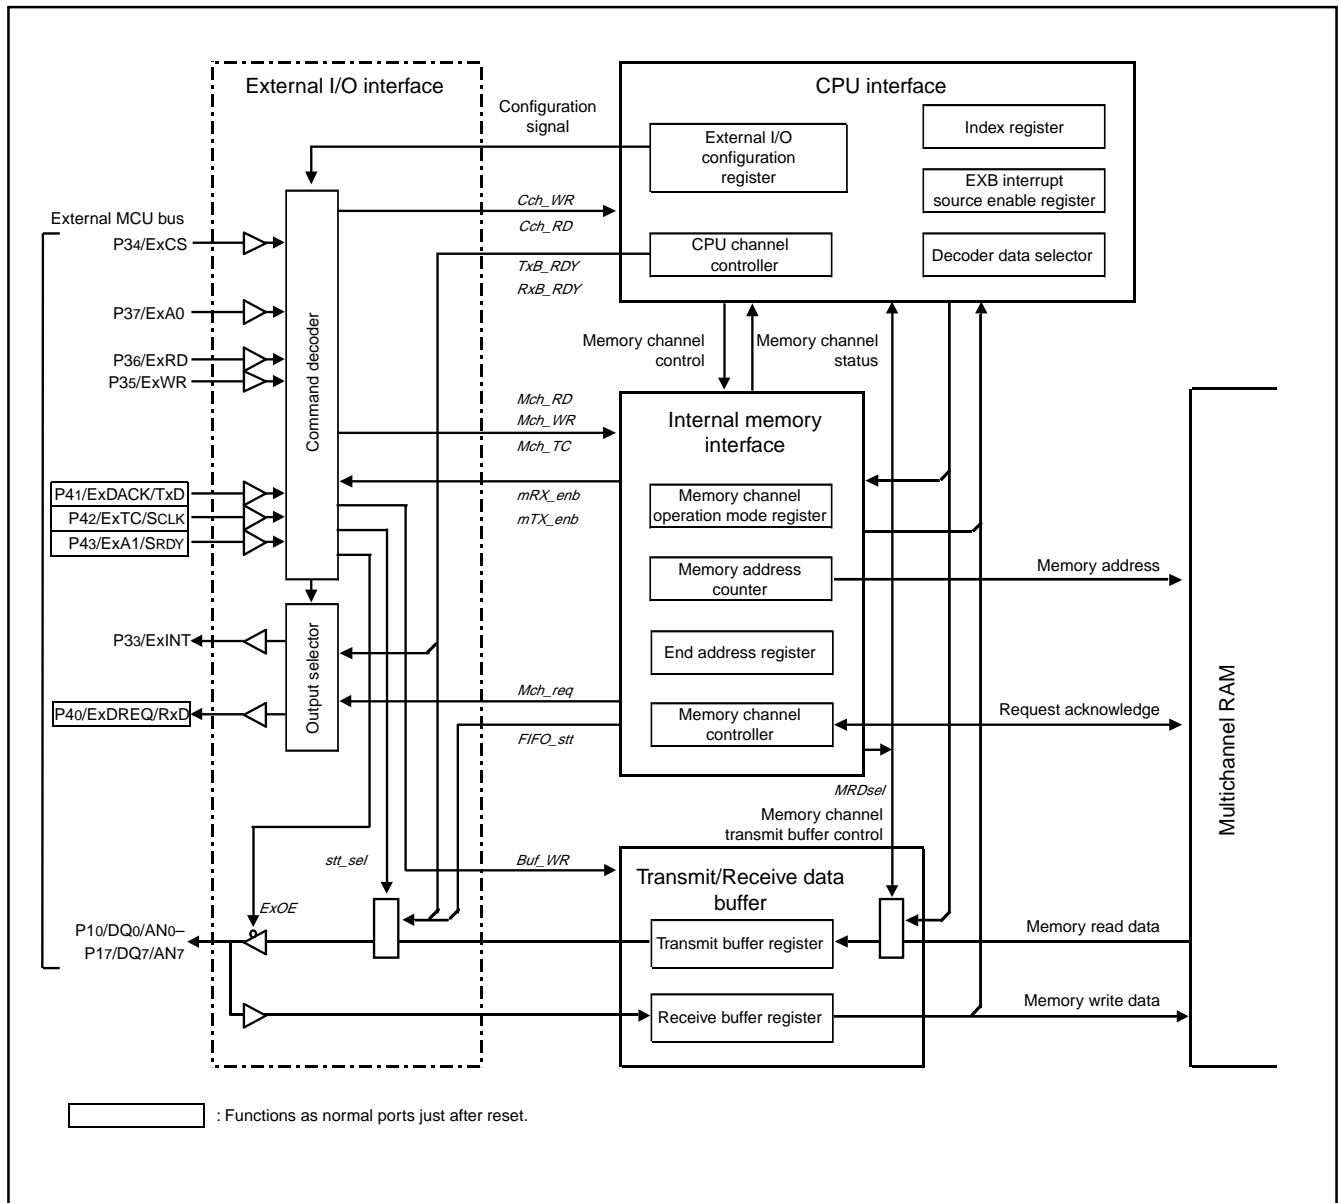 External I/O interface
CPU interface
Configuration
signal
External I/O
configuration
register
Index register
EXB interrupt
source enable register
Cch_WR
Cch_RD
External MCU bus
P34/ExCS
CPU channel
controller
Decoder data selector
TxB_RDY
RxB_RDY
P37/ExA0
Command decoder
Memory channel
control
Memory channel
status
P36/ExRD
P35/ExWR
Mch_RD
Mch_WR
Mch_TC
Internal memory
interface
P41/ExDACK/TxD
P42/ExTC/SCLK
P43/ExA1/SRDY
mRX_enb
mTX_enb
Memory channel
operation mode register
Memory address
counter
Memory address
P33/ExINT
Output selector
End address register
Multichannel RAM
P40/ExDREQ/RxD
Mch_req
FIFO_stt
Memory channel
controller
Request acknowledge
MRDsel
Memory channel
transmit buffer control
stt_sel
Buf_WR
Transmit/Receive data
buffer
ExOE
P10/DQ0/AN0–
P17/DQ7/AN7
Transmit buffer register
Memory read data
Receive buffer register
Memory write data
: Functions as normal ports just after reset.